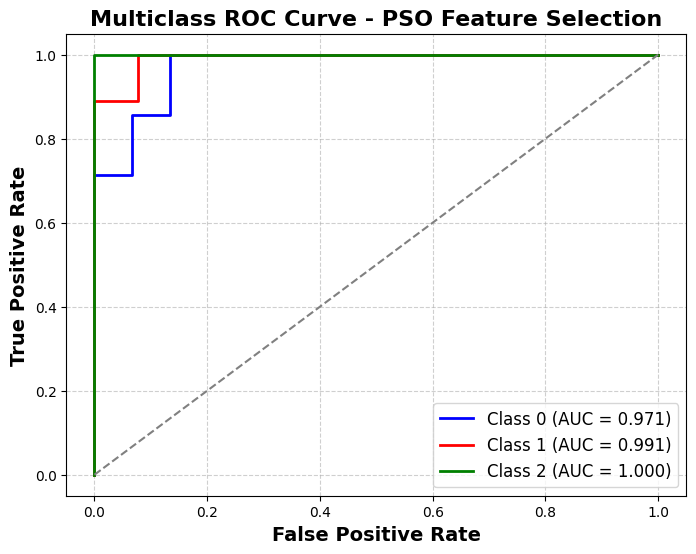 Multiclass ROC Curve - PSO Feature Selection
True Positive Rate
1.0
0.8
0.6
0.4
0.2
0.0
Class 0 (AUC = 0.971)
Class 1 (AUC = 0.991)
Class 2 (AUC = 1.000)
0.0 0.2 0.4 0.6 0.8 1.0
False Positive Rate